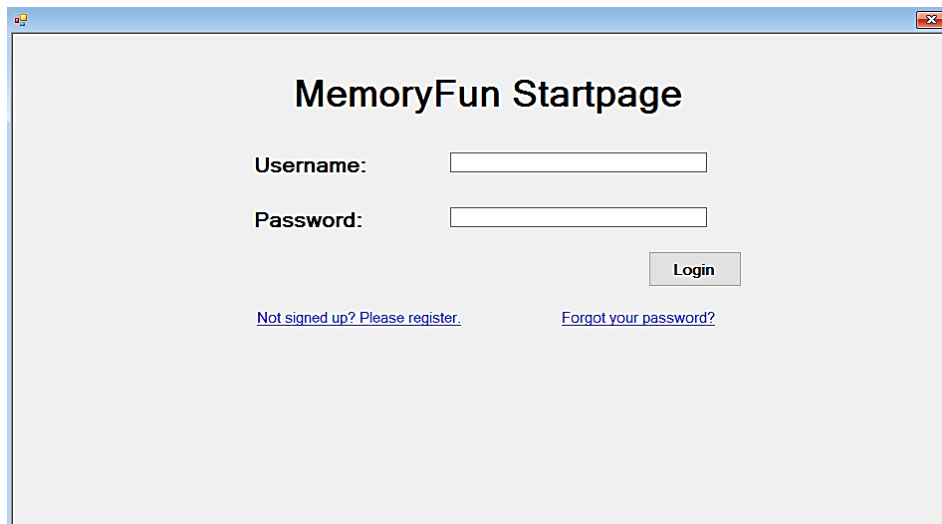 MemoryFun Startpage
Username:
Password:
Login
Not signed up? Please register. Forgot your password?